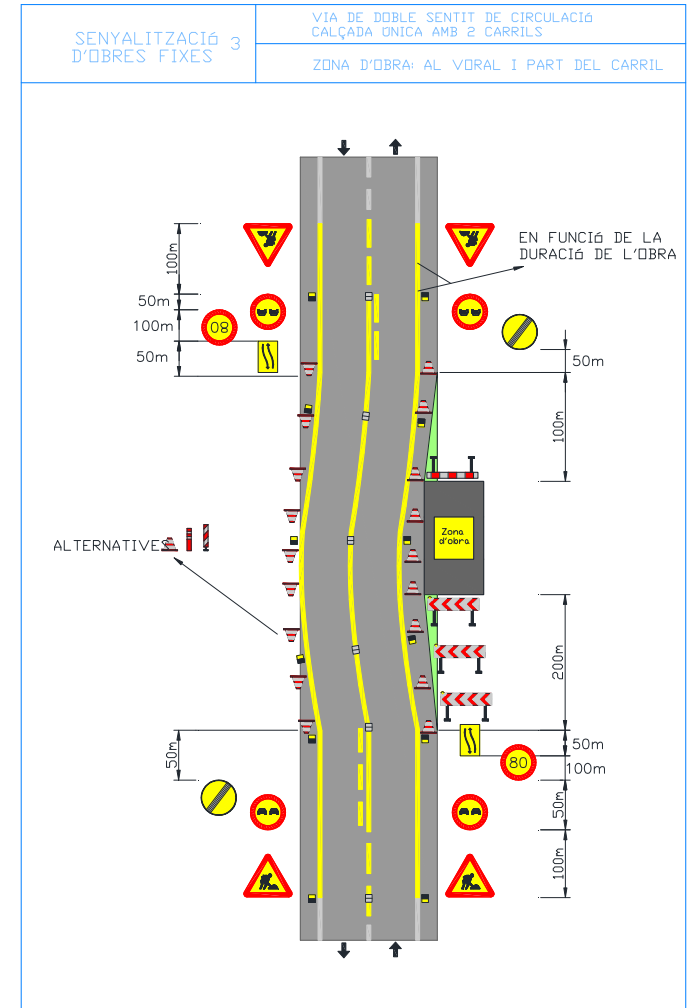 SENYALITZACIó 3
D'OBRES FIXES
VIA DE DOBLE SENTIT DE CIRCULACIó
CALÇADA ÚNICA AMB 2 CARRILS
ZONA D'OBRA: AL VORAL I PART DEL CARRIL
EN FUNCIó DE LA
DURACIó DE L'OBRA
100m
50m
100m
50m
80
50m
100m
Zona
d'obra
ALTERNATIVES
200m
50m
50m
80
100m
50m
100m